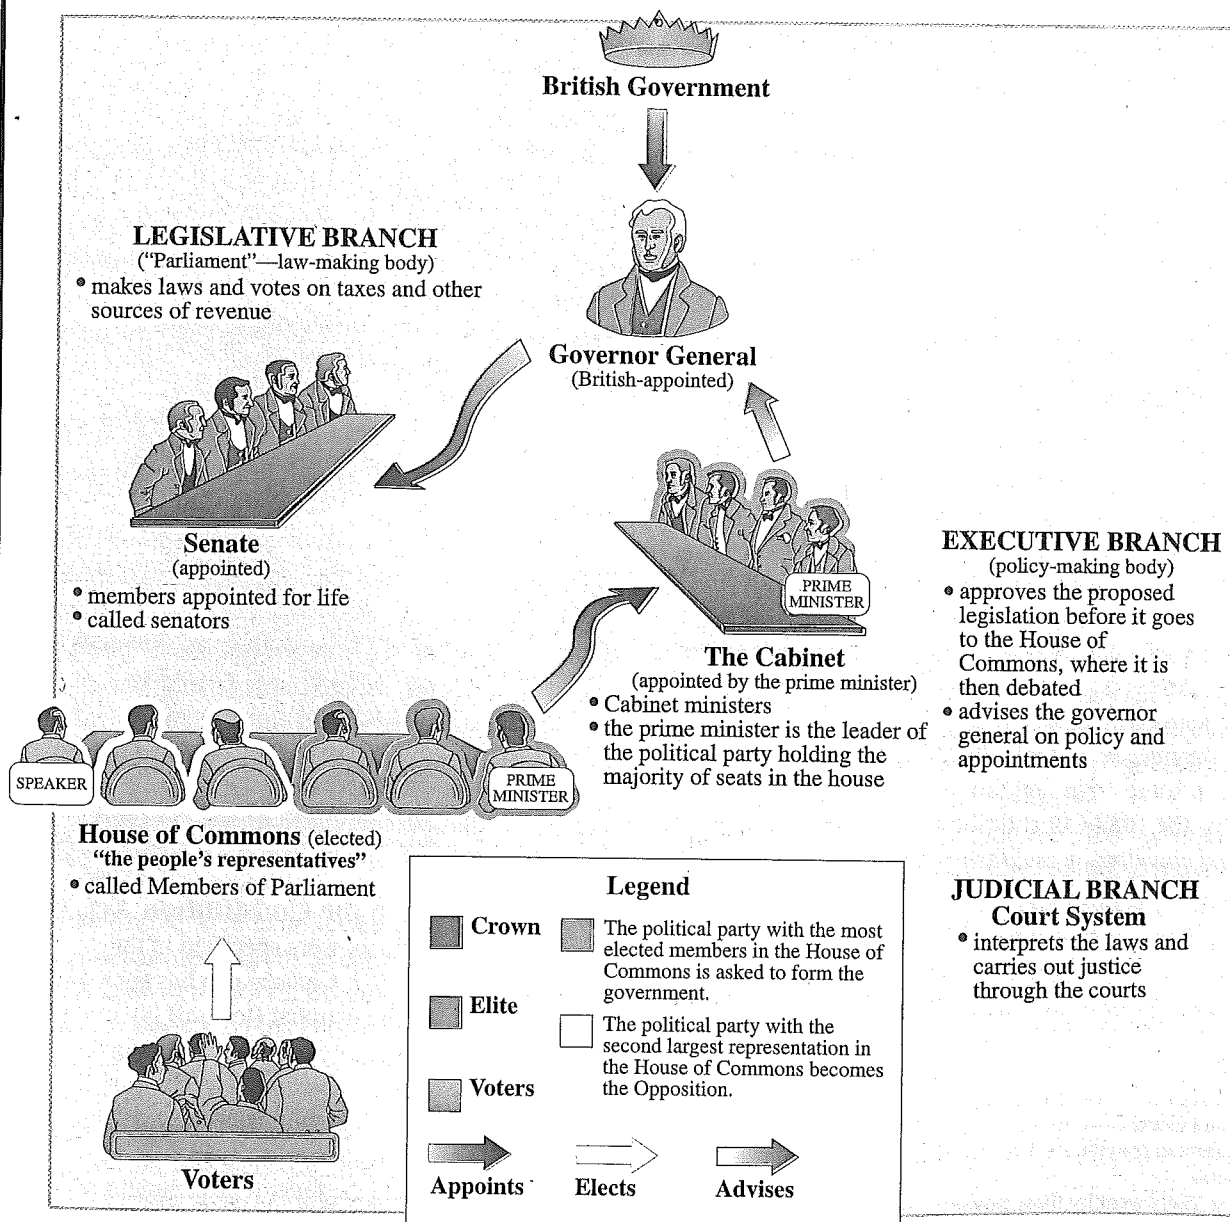 British Government
LEGISLATIVE BRANCH
("Parliament"—law-making body)
• makes laws and votes on taxes and other
sources of revenue
Governor General
(British-appointed)
Senate
(appointed)
• members appointed for life
• called senators
PRIME
MINISTER
The Cabinet
(appointed by the prime minister)
• Cabinet ministers
• the prime minister is the leader of
the political party holding the
majority of seats in the house
EXECUTIVE BRANCH
(policy-making body)
• approves the proposed
legislation before it goes
to the House of
Commons, where it is
then debated
• advises the governor
general on policy and
appointments
SPEAKER
PRIME
MINISTER
House of Commons (elected)
"the people's representatives"
• called Members of Parliament
Voters
JUDICIAL BRANCH
Court System
• interprets the laws and
carries out justice
through the courts
Legend
Crown
Elite
Voters
The political party with the most
elected members in the House of
Commons is asked to form the
government.
The political party with the
second largest representation in
the House of Commons becomes
the Opposition.
Appoints
Elects
Advises